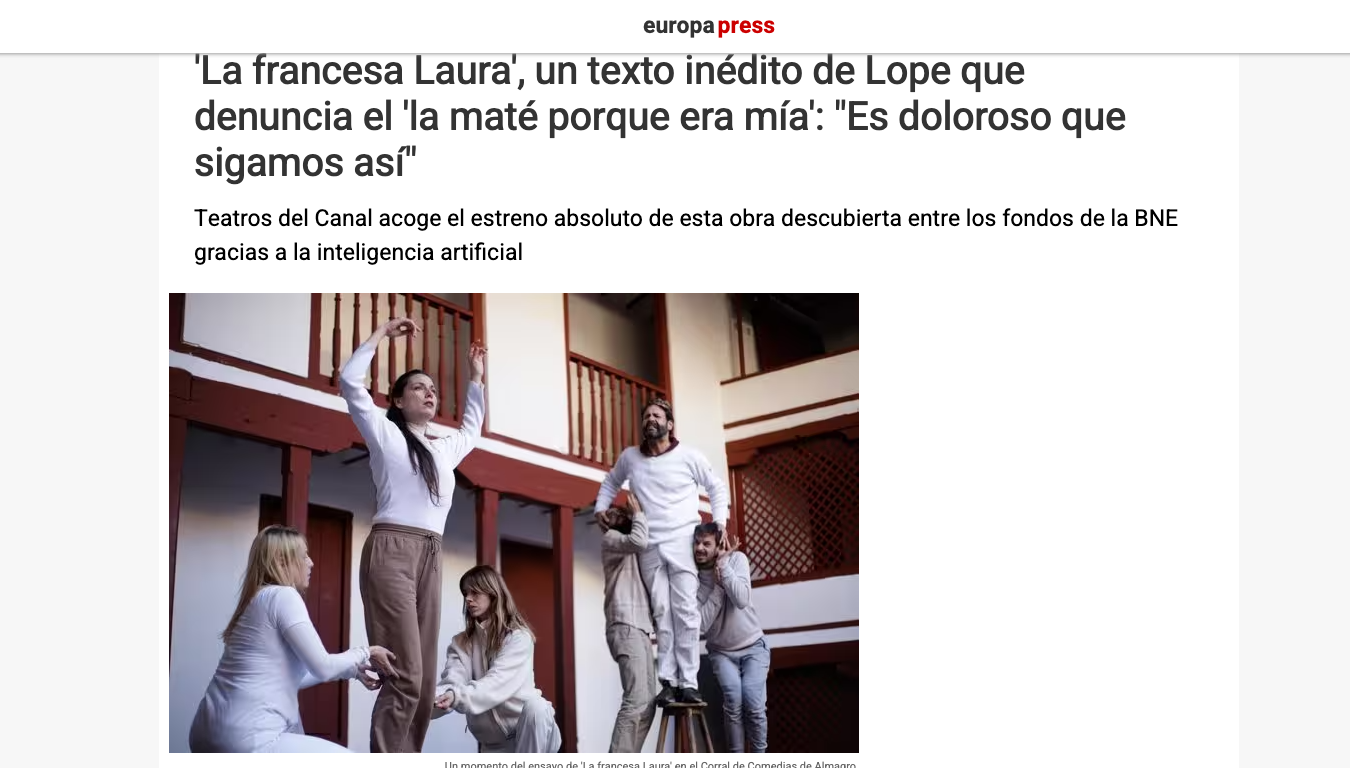 europa press
'La francesa Laura', un texto inédito de Lope que
denuncia el 'la maté porque era mía': "Es doloroso que
sigamos así"
Teatros del Canal acoge el estreno absoluto de esta obra descubierta entre los fondos de la BNE
gracias a la inteligencia artificial
Un momento del ensayo de 'La francesa Laura' en el Corral de Comedias de Almagro